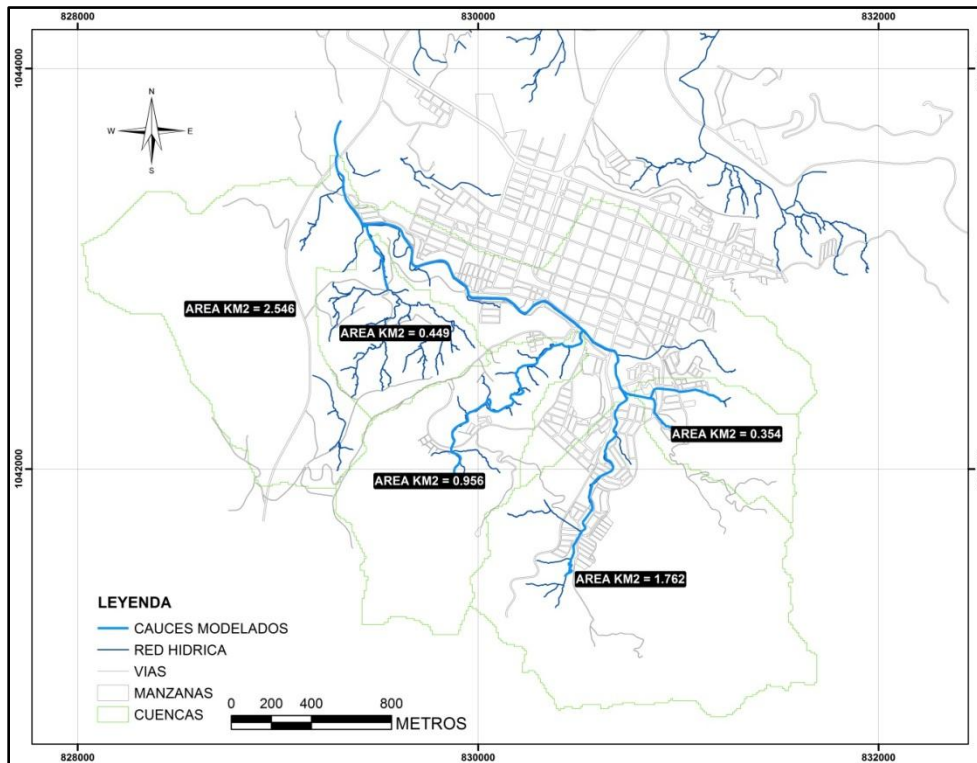 828000
830000
832000
1044000
N
W E
S
AREA KM2 = 2.546
AREA KM2 = 0.449
AREA KM2 = 0.354
1042000
AREA KM2 = 0.956
AREA KM2 = 1.762
LEYENDA
CAUCES MODELADOS
RED HIDRICA
VIAS
MANZANAS
CUENCAS
0 200 400 800
METROS
828000
830000
832000